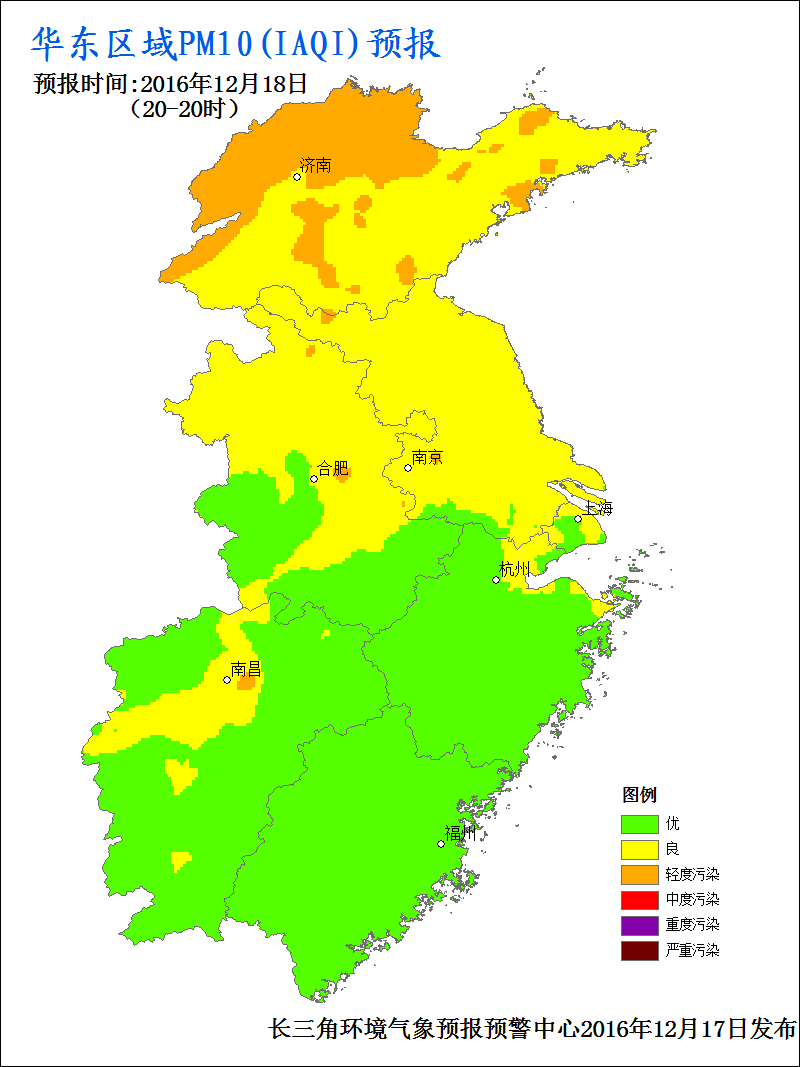 华东区域PM10(IAQI)预报
预报时间:2016年12月18日
（20-20时）
济南
合肥
南京
上海
杭州
南昌
福州
图例
优
良
轻度污染
中度污染
重度污染
严重污染
长三角环境气象预报预警中心2016年12月17日发布